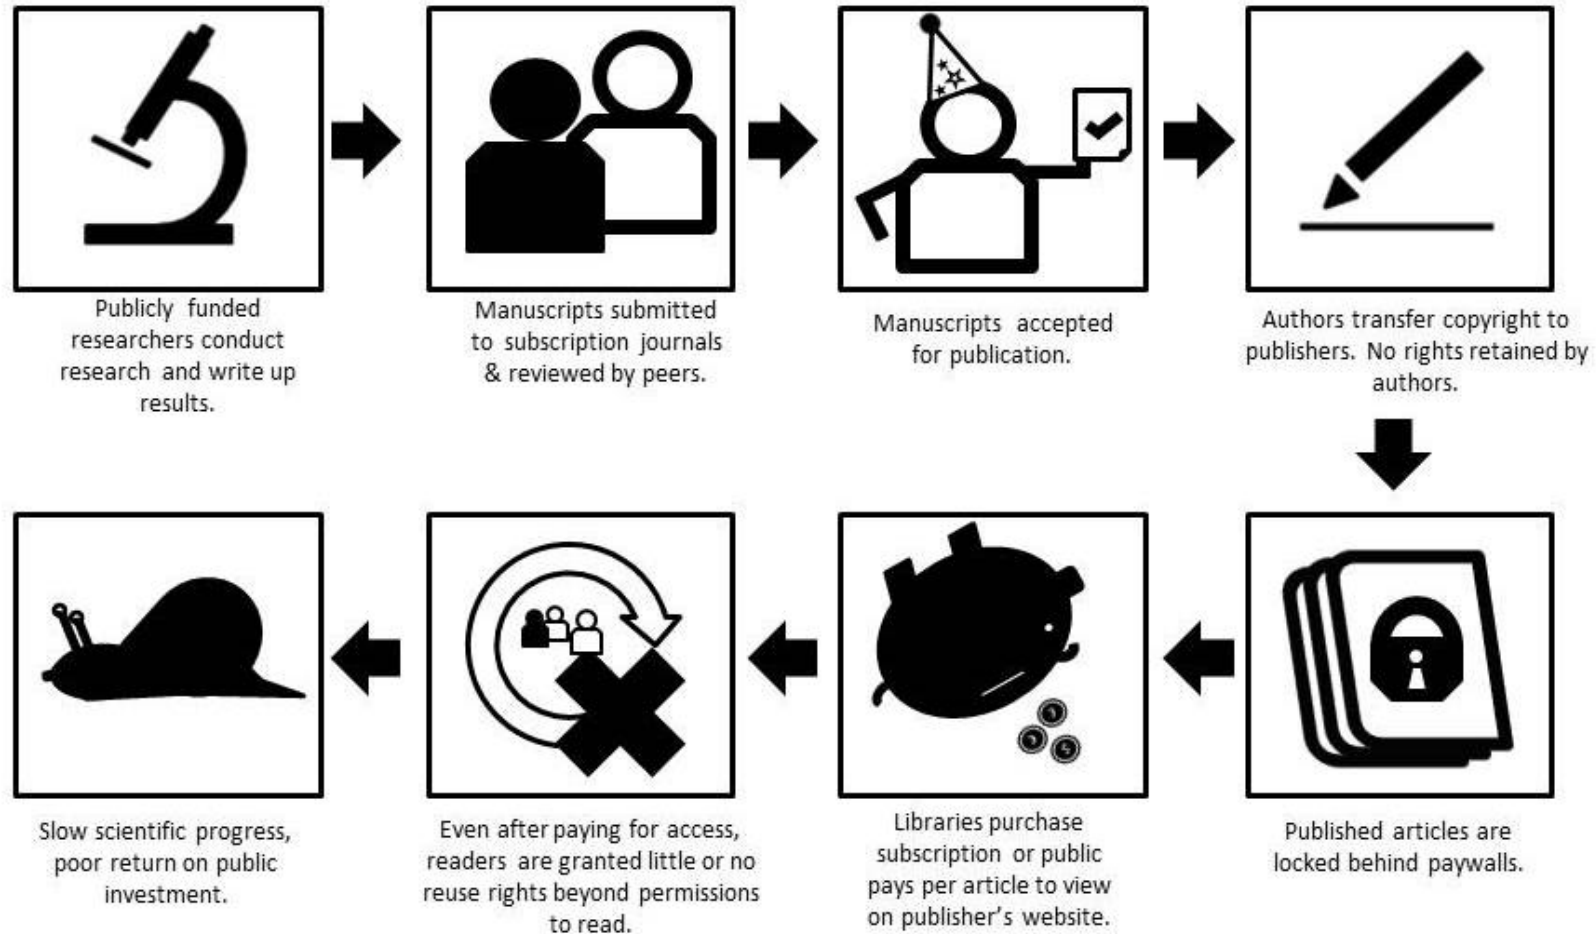 Publicly funded
researchers conduct
research and write up
results.
Manuscripts submitted
to subscription journals
& reviewed by peers.
Manuscripts accepted
for publication.
Authors transfer copyright to
publishers. No rights retained by
authors.
Published articles are
locked behind paywalls.
Libraries purchase
subscription or public
pays per article to view
on publisher’s website.
Even after paying for access,
readers are granted little or no
reuse rights beyond permissions
to read.
Slow scientific progress,
poor return on public
investment.